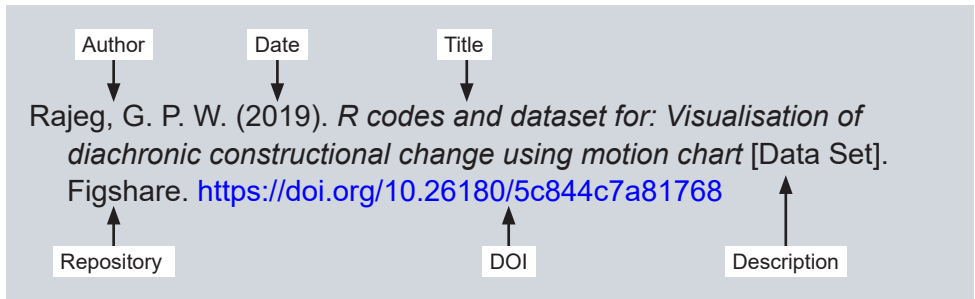 Author Date Title
Rajeg, G. P. W. (2019). R codes and dataset for: Visualisation of
diachronic constructional change using motion chart [Data Set].
Figshare. https://doi.org/10.26180/5c844c7a81768
Repository DOI Description